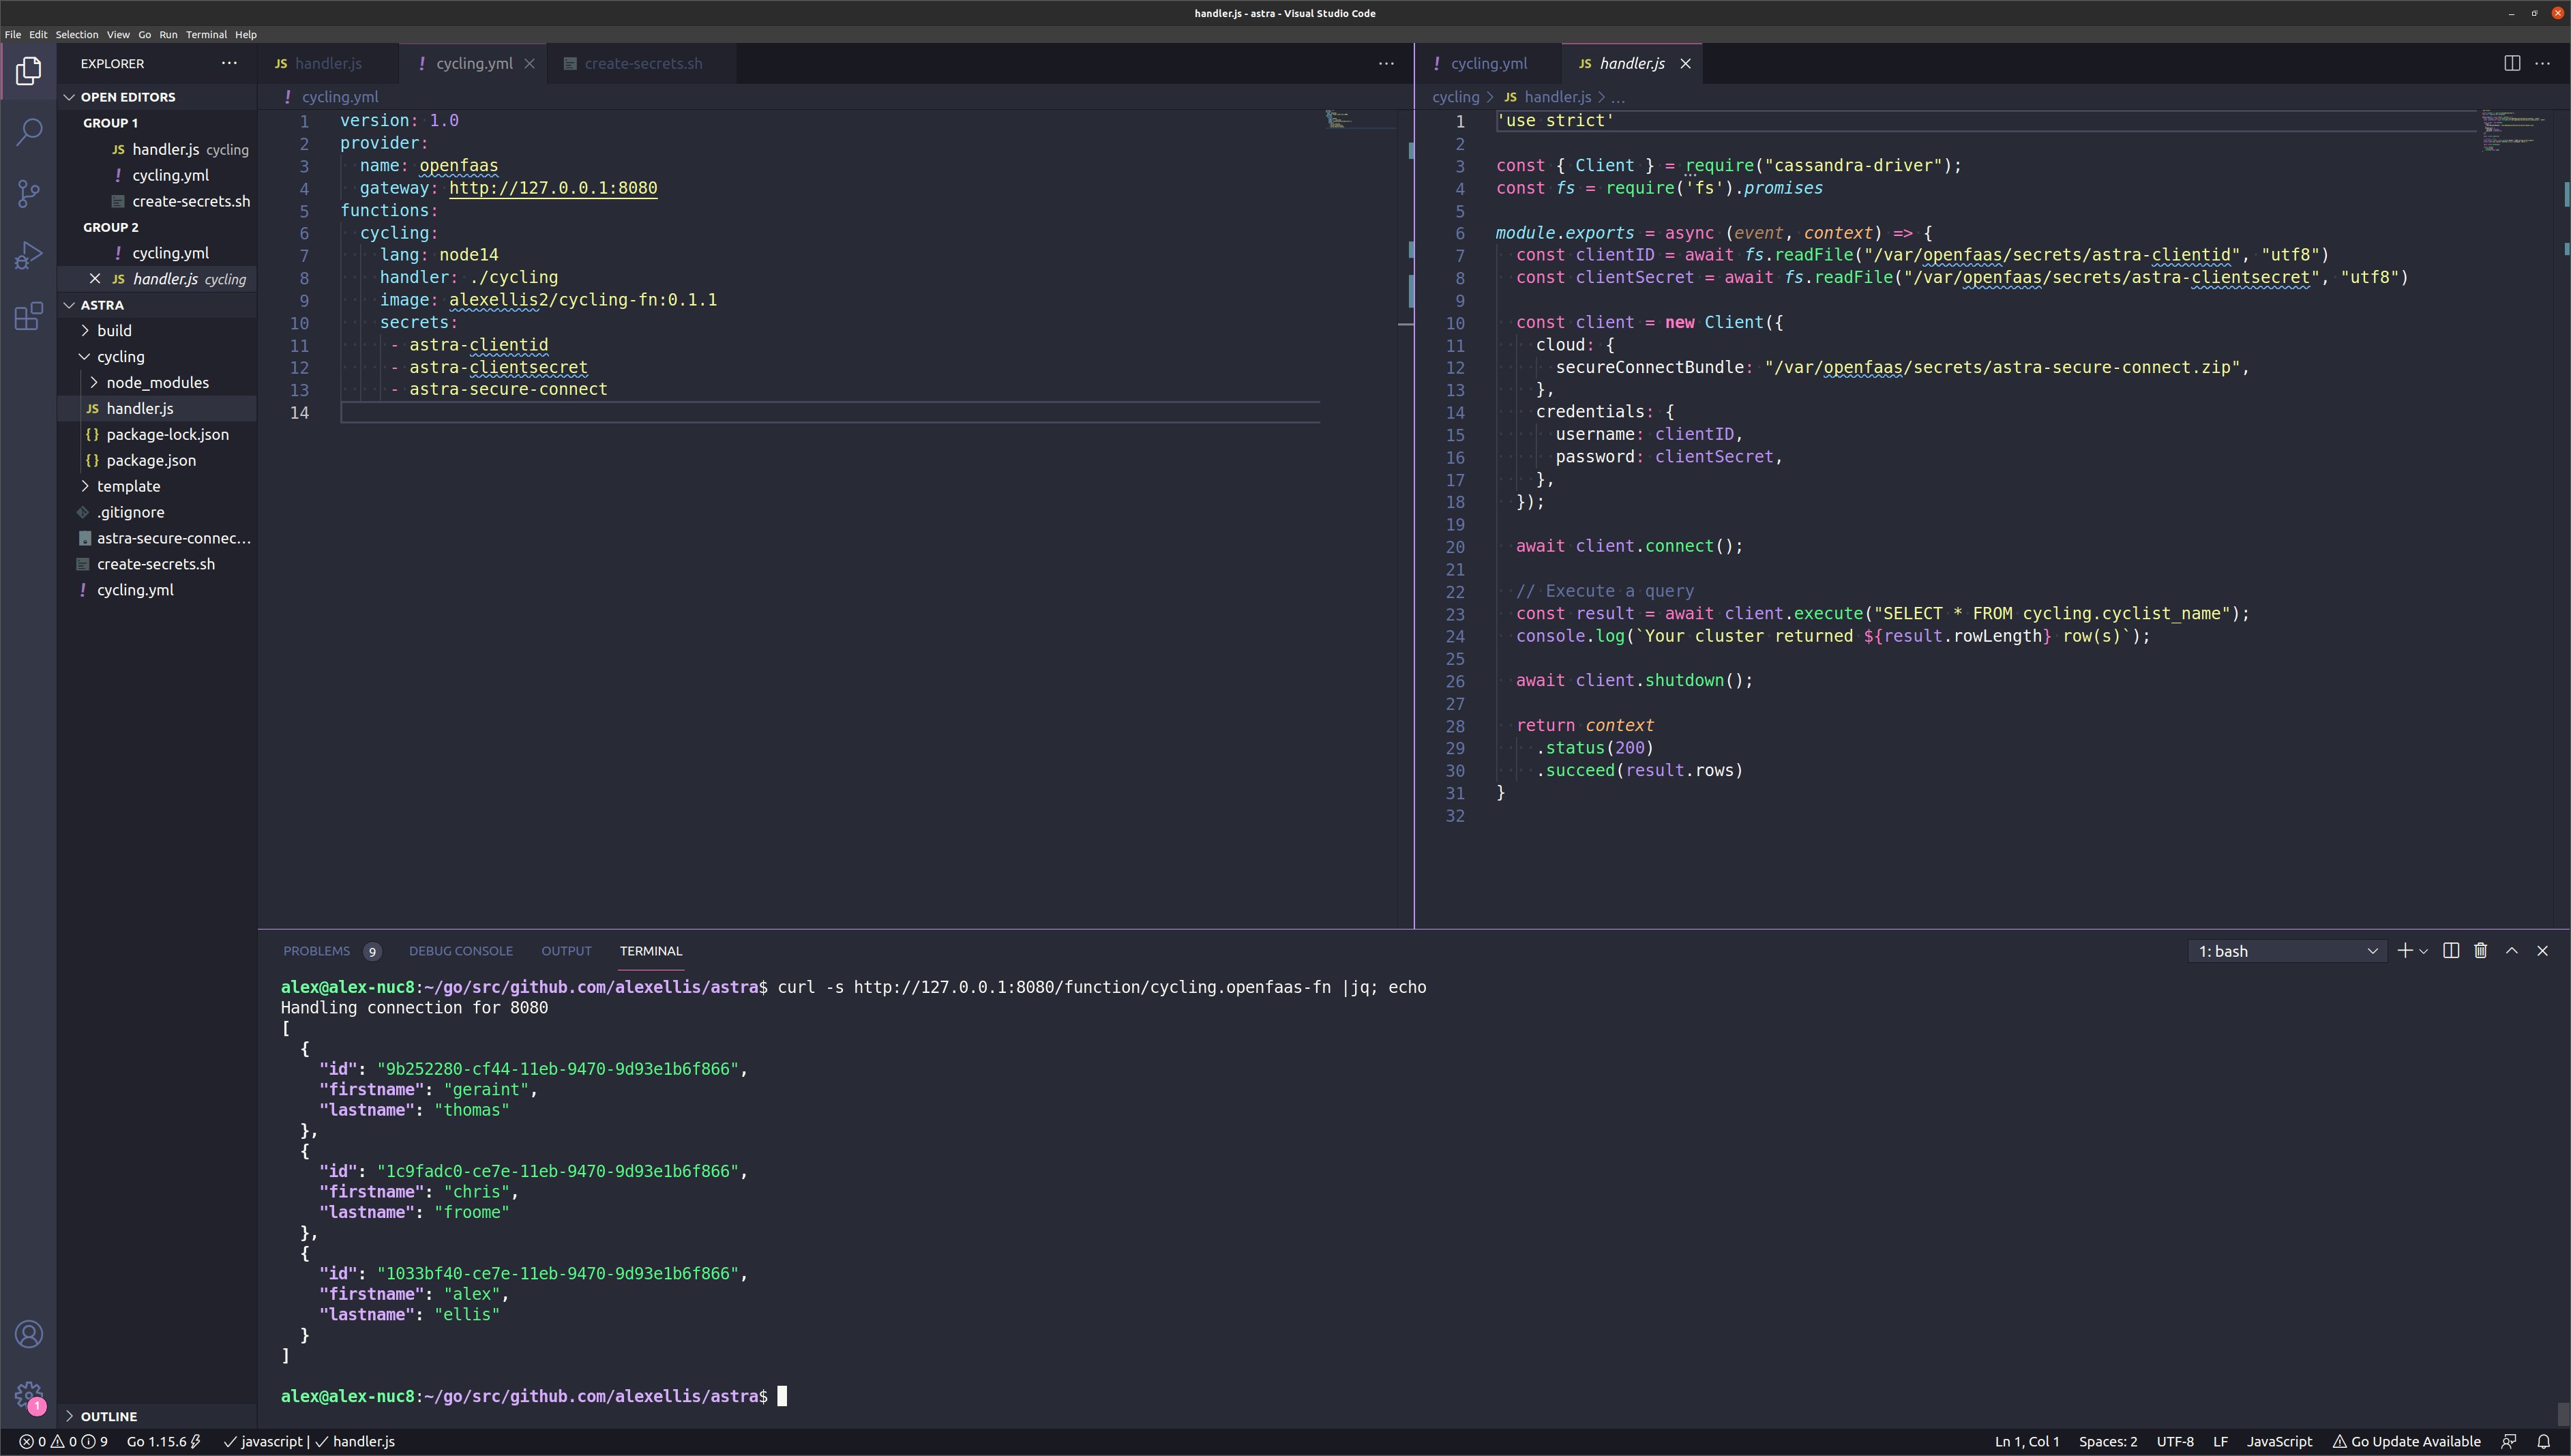 handler.js - astra - Visual Studio Code
File Edit Selection View Go Run Terminal Help
EXPLORER
OPEN EDITORS
GROUP 1
JS handler.js cycling
! cycling.yml
create-secrets.sh
GROUP 2
! cycling.yml
JS handler.js cycling
ASTRA
build
cycling
node_modules
JS handler.js
{} package-lock.json
{} package.json
template
.gitignore
astra-secure-connec...
create-secrets.sh
! cycling.yml
OUTLINE
1
JS handler.js ! cycling.yml create-secrets.sh
! cycling.yml
1 version: 1.0
2 provider:
3 name: openfaas
4 gateway: http://127.0.0.1:8080
5 functions:
6 cycling:
7 lang: node14
8 handler: ./cycling
9 image: alexellis2/cycling-fn:0.1.1
10 secrets:
11 - astra-clientid
12 - astra-clientsecret
13 - astra-secure-connect
14
! cycling.yml JS handler.js
cycling > JS handler.js > ...
1 'use strict'
2
3 const { Client } = require("cassandra-driver");
4 const fs = require('fs').promises
5
6 module.exports = async (event, context) => {
7 const clientID = await fs.readFile("/var/openfaas/secrets/astra-clientid", "utf8")
8 const clientSecret = await fs.readFile("/var/openfaas/secrets/astra-clientsecret", "utf8")
9
10 const client = new Client({
11 cloud: {
12 secureConnectBundle: "/var/openfaas/secrets/astra-secure-connect.zip",
13 },
14 credentials: {
15 username: clientID,
16 password: clientSecret,
17 },
18 });
19
20 await client.connect();
21
22 // Execute a query
23 const result = await client.execute("SELECT * FROM cycling.cyclist_name");
24 console.log(`Your cluster returned ${result.rowLength} row(s)`);
25
26 await client.shutdown();
27
28 return context
29 .status(200)
30 .succeed(result.rows)
31 }
32
PROBLEMS 9 DEBUG CONSOLE OUTPUT TERMINAL 1: bash
alex@alex-nuc8:~/go/src/github.com/alexellis/astra$ curl -s http://127.0.0.1:8080/function/cycling.openfaas-fn |jq; echo
Handling connection for 8080
[
{
"id": "9b252280-cf44-11eb-9470-9d93e1b6f866",
"firstname": "geraint",
"lastname": "thomas"
},
{
"id": "1c9fadc0-ce7e-11eb-9470-9d93e1b6f866",
"firstname": "chris",
"lastname": "froome"
},
{
"id": "1033bf40-ce7e-11eb-9470-9d93e1b6f866",
"firstname": "alex",
"lastname": "ellis"
}
]
alex@alex-nuc8:~/go/src/github.com/alexellis/astra$
0 0 9 Go 1.15.6 javascript | handler.js Ln 1, Col 1 Spaces: 2 UTF-8 LF JavaScript Go Update Available